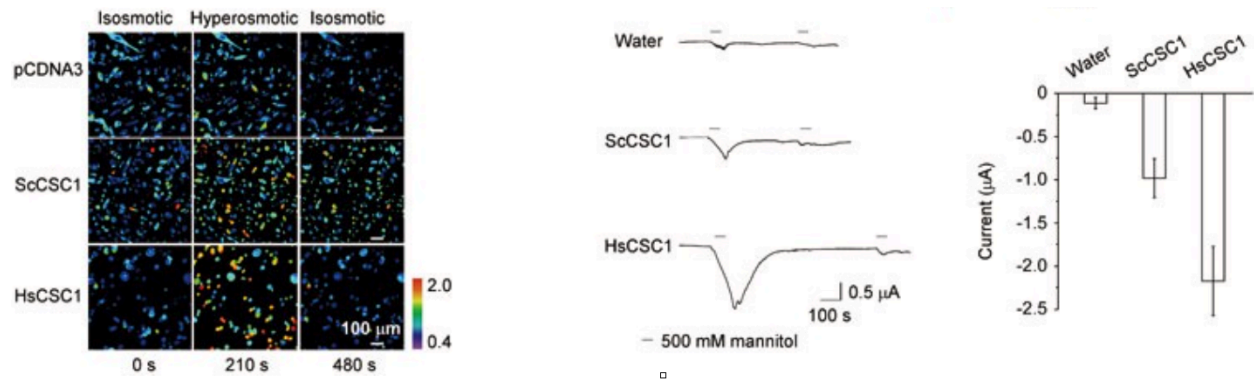 Isosmotic Hyperosmotic Isosmotic
pCDNA3
ScCSC1
HsCSC1
2.0
0.4
100 μm
0 s 210 s 480 s
Water
ScCSC1
HsCSC1
0.5 μA
100 s
500 mM mannitol
Water ScCSC1 HsCSC1
Current (μA)
0
-0.5
-1.0
-1.5
-2.0
-2.5